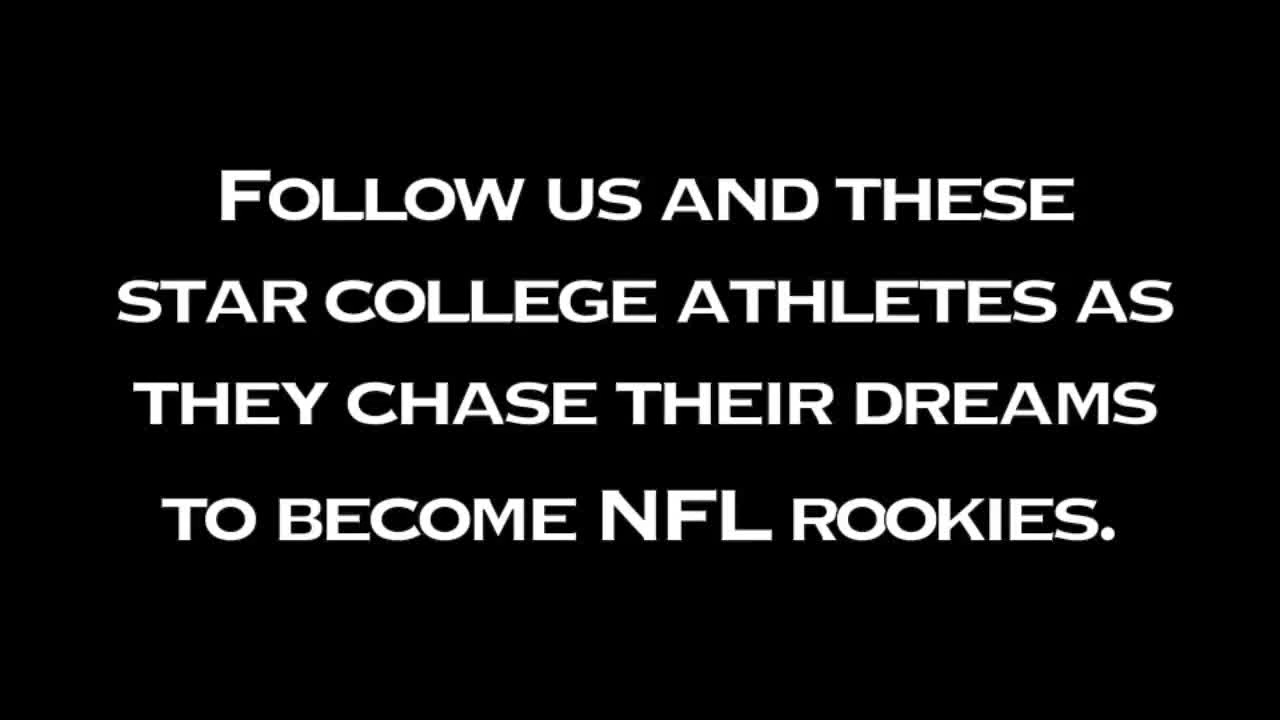 Follow us and these
star college athletes as
they chase their dreams
to become NFL rookies.